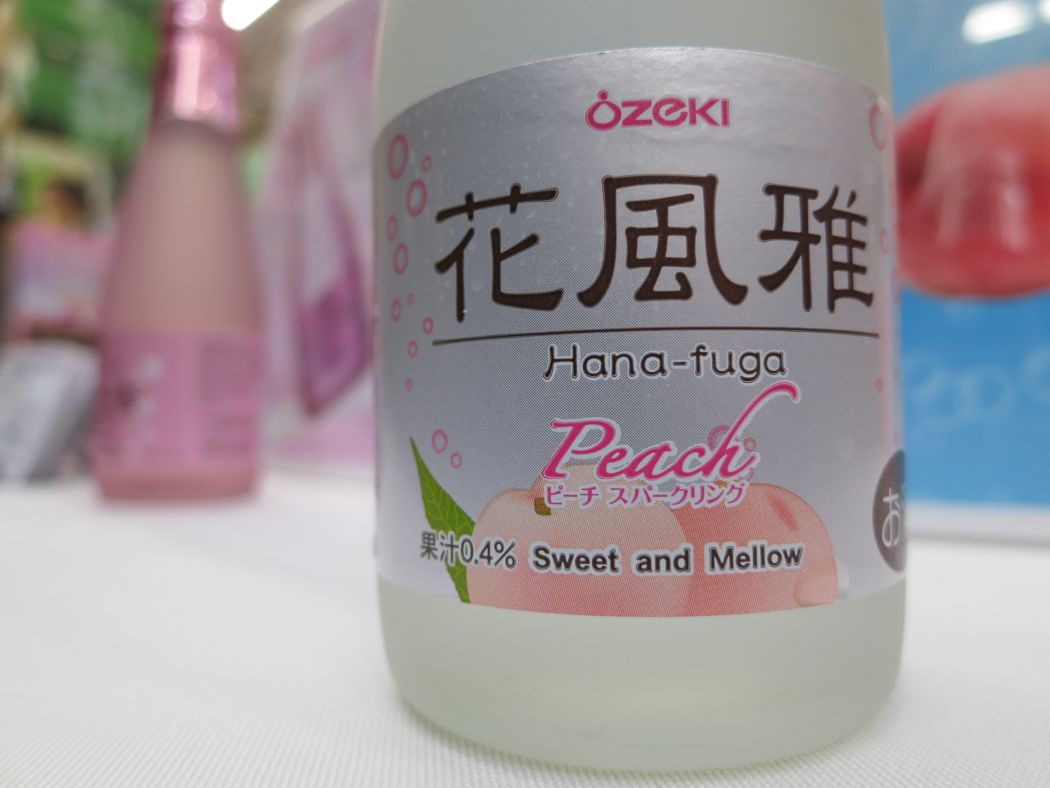 OZEKI
花風雅
Hana-fuga
Peach
ピーチ スパークリング
果汁0.4% Sweet and Mellow
お